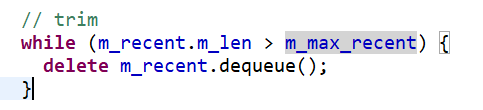 // trim
while (m_recent.m_len > m_max_recent) {
delete m_recent.dequeue();
}